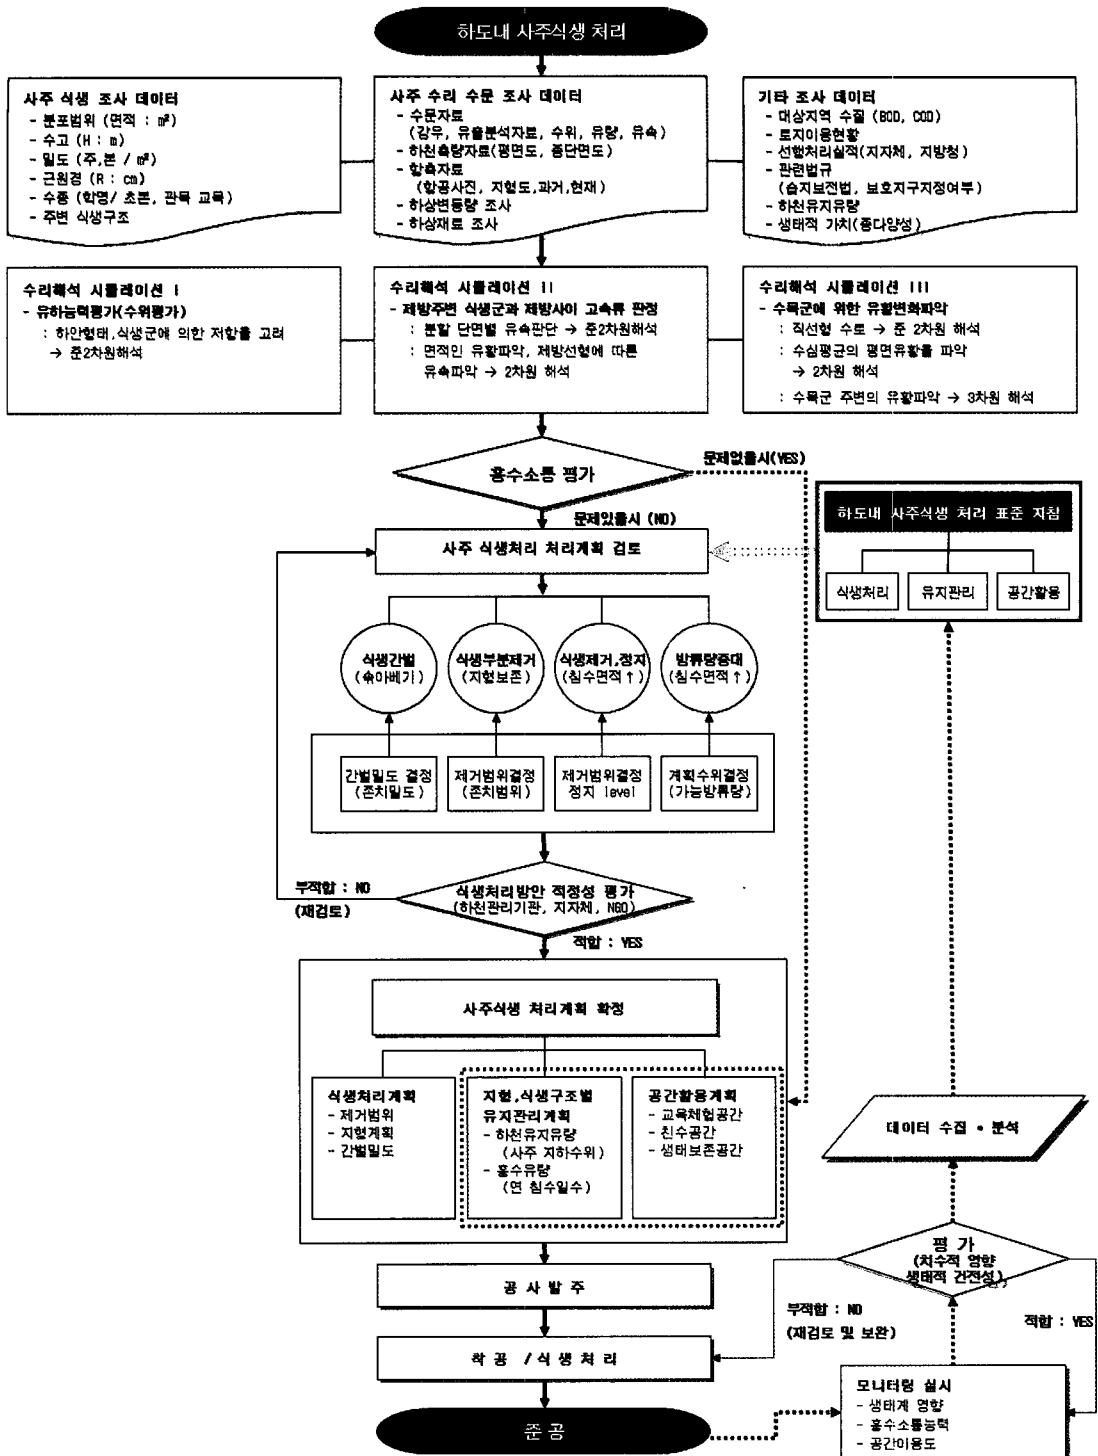 하도내 사주식생 처리
사주 식생 조사 데이터
- 분포범위 (면적 : ㎡)
- 수고 (H : m)
- 밀도 (주,본 / ㎡)
- 근원경 (R : cm)
- 수종 (학명/ 초본, 관목 교목)
- 주변 식생구조
사주 수리 수문 조사 데이터
- 수문자료
(강우, 유출분석자료, 수위, 유량, 유속)
- 하천측량자료(평면도, 종단면도)
- 항측자료
(항공사진, 지형도,과거,현재)
- 하상변동량 조사
- 하상재료 조사
기타 조사 데이터
- 대상지역 수질 (BOD, COD)
- 토지이용현황
- 선행처리실적(지자체, 지방청)
- 관련법규
(습지보전법, 보호지구지정여부)
- 하천유지유량
- 생태적 가치(종다양성)
수리해석 시뮬레이션 I
- 유하능력평가(수위평가)
: 하안형태,식생군에 의한 저항을 고려
→ 준2차원해석
수리해석 시뮬레이션 II
- 제방주변 식생군과 제방사이 고속류 판정
: 분할 단면별 유속판단 → 준2차원해석
: 면적인 유황파악, 제방선형에 따른
유속파악 → 2차원 해석
수리해석 시뮬레이션 III
- 수목군에 위한 유황변화파악
: 직선형 수로 → 준 2차원 해석
: 수심평균의 평면유황을 파악
→ 2차원 해석
: 수목군 주변의 유황파악 → 3차원 해석
홍수소통 평가
문제없을시(YES)
문제있을시 (NO)
사주 식생처리 처리계획 검토
하도내 사주식생 처리 표준 지침
식생처리
유지관리
공간활용
식생간벌
(솎아베기)
식생부분제거
(지형보존)
식생제거,정지
(침수면적↑)
방류량증대
(침수면적↑)
간벌밀도 결정
(존치밀도)
제거범위결정
(존치범위)
제거범위결정
정지 level
계획수위결정
(가능방류량)
부적합 : NO
(재검토)
식생처리방안 적정성 평가
(하천관리기관, 지자체, NGO)
적합 : YES
사주식생 처리계획 확정
식생처리계획
- 제거범위
- 지형계획
- 간벌밀도
지형,식생구조별
유지관리계획
- 하천유지유량
(사주 지하수위)
- 홍수유량
(연 침수일수)
공간활용계획
- 교육체험공간
- 친수공간
- 생태보존공간
데이터 수집 • 분석
평 가
(치수적 영향
생태적 건전성)
부적합 : NO
(재검토 및 보완)
적합 : YES
공 사 발 주
착 공 / 식 생 처 리
준 공
모니터링 실시
- 생태계 영향
- 홍수소통능력
- 공간이용도